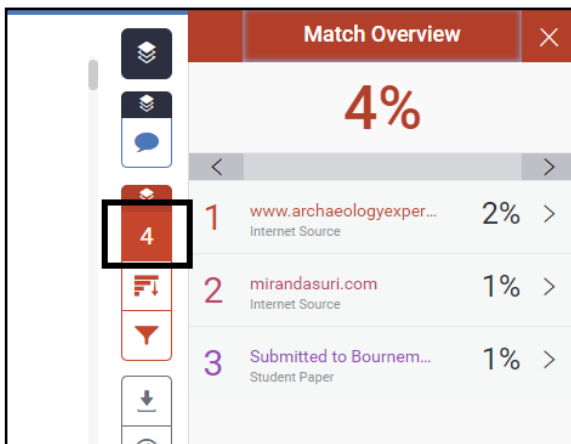 Match Overview
4%
4
1 www.archaeologyexper... 2%
Internet Source
2 mirandasuri.com 1%
Internet Source
3 Submitted to Bournem... 1%
Student Paper